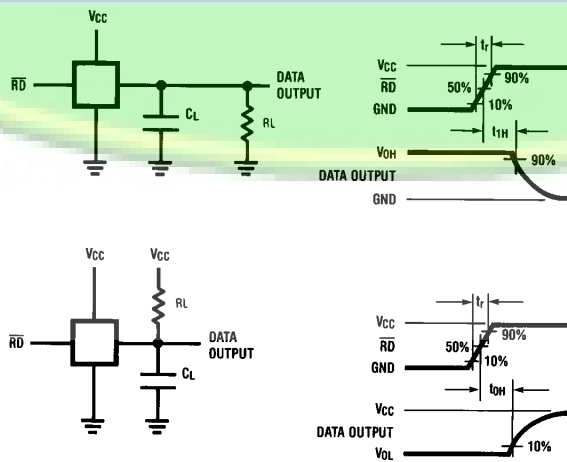 VCC
RD
DATA
OUTPUT
CL
RL
tr
VCC
RD
GND
50%
90%
10%
t1H
VOH
DATA OUTPUT
GND
90%
VCC
VCC
RL
RD
DATA
OUTPUT
CL
tr
VCC
RD
GND
50%
90%
10%
t0H
VCC
DATA OUTPUT
VOL
10%